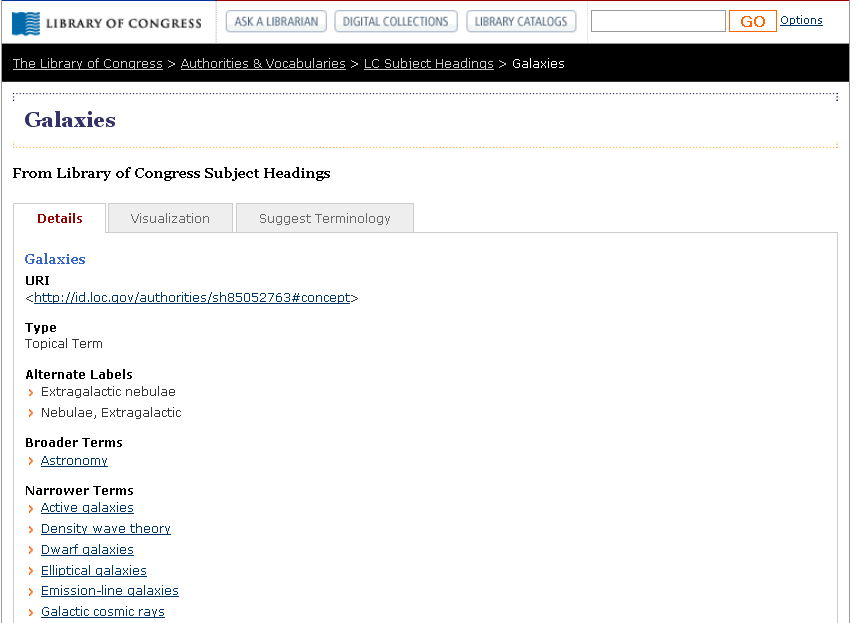 LIBRARY OF CONGRESS ASK A LIBRARIAN DIGITAL COLLECTIONS LIBRARY CATALOGS GO Options
The Library of Congress > Authorities & Vocabularies > LC Subject Headings > Galaxies
Galaxies
From Library of Congress Subject Headings
Details Visualization Suggest Terminology
Galaxies
URI
<http://id.loc.gov/authorities/sh85052763#concept>
Type
Topical Term
Alternate Labels
Extragalactic nebulae
Nebulae, Extragalactic
Broader Terms
Astronomy
Narrower Terms
Active galaxies
Density wave theory
Dwarf galaxies
Elliptical galaxies
Emission-line galaxies
Galactic cosmic rays